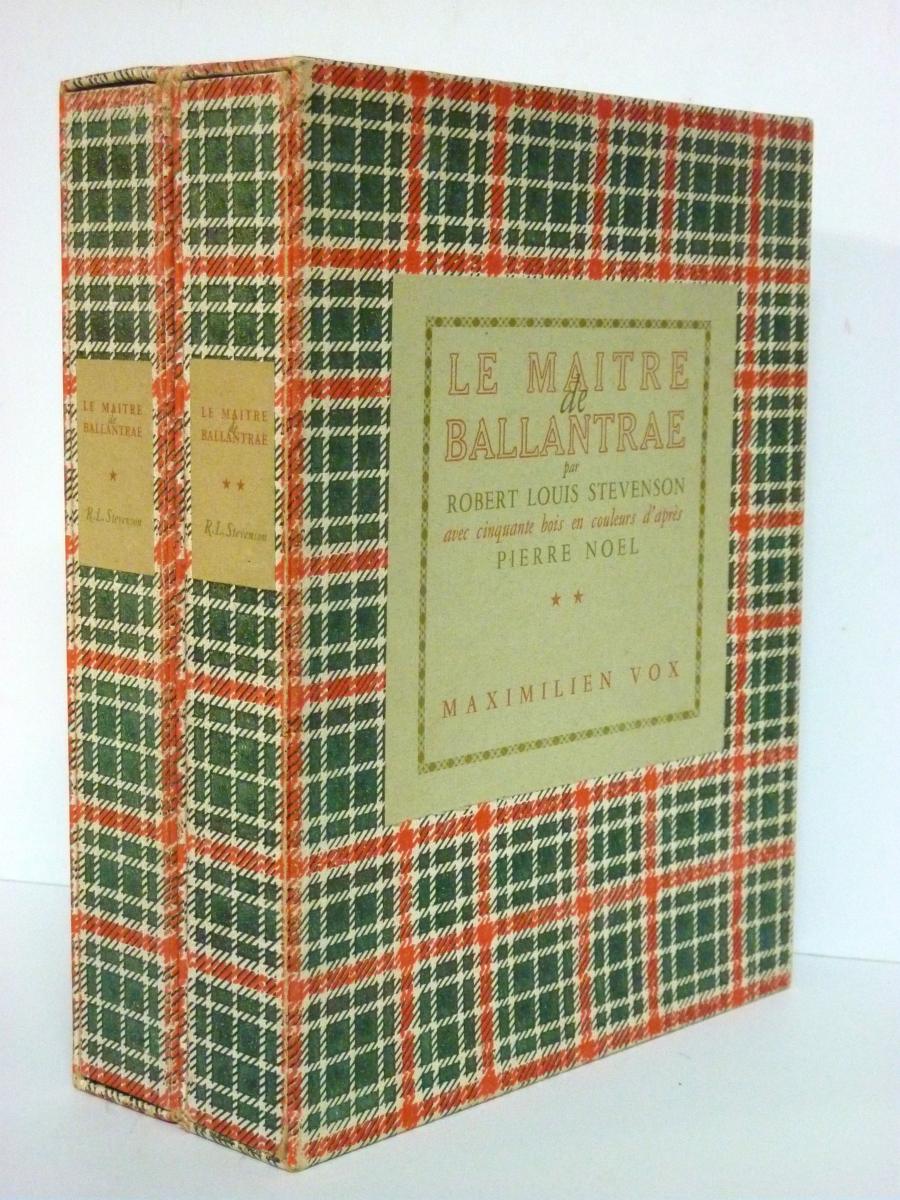 LE MAITRE
de
BALLANTRAE
★
R.L. Stevenson
LE MAITRE
de
BALLANTRAE
★ ★
R.L. Stevenson
LE MAITRE
de
BALLANTRAE
par
ROBERT LOUIS STEVENSON
avec cinquante bois en couleurs d'après
PIERRE NOEL
★ ★
MAXIMILIEN VOX